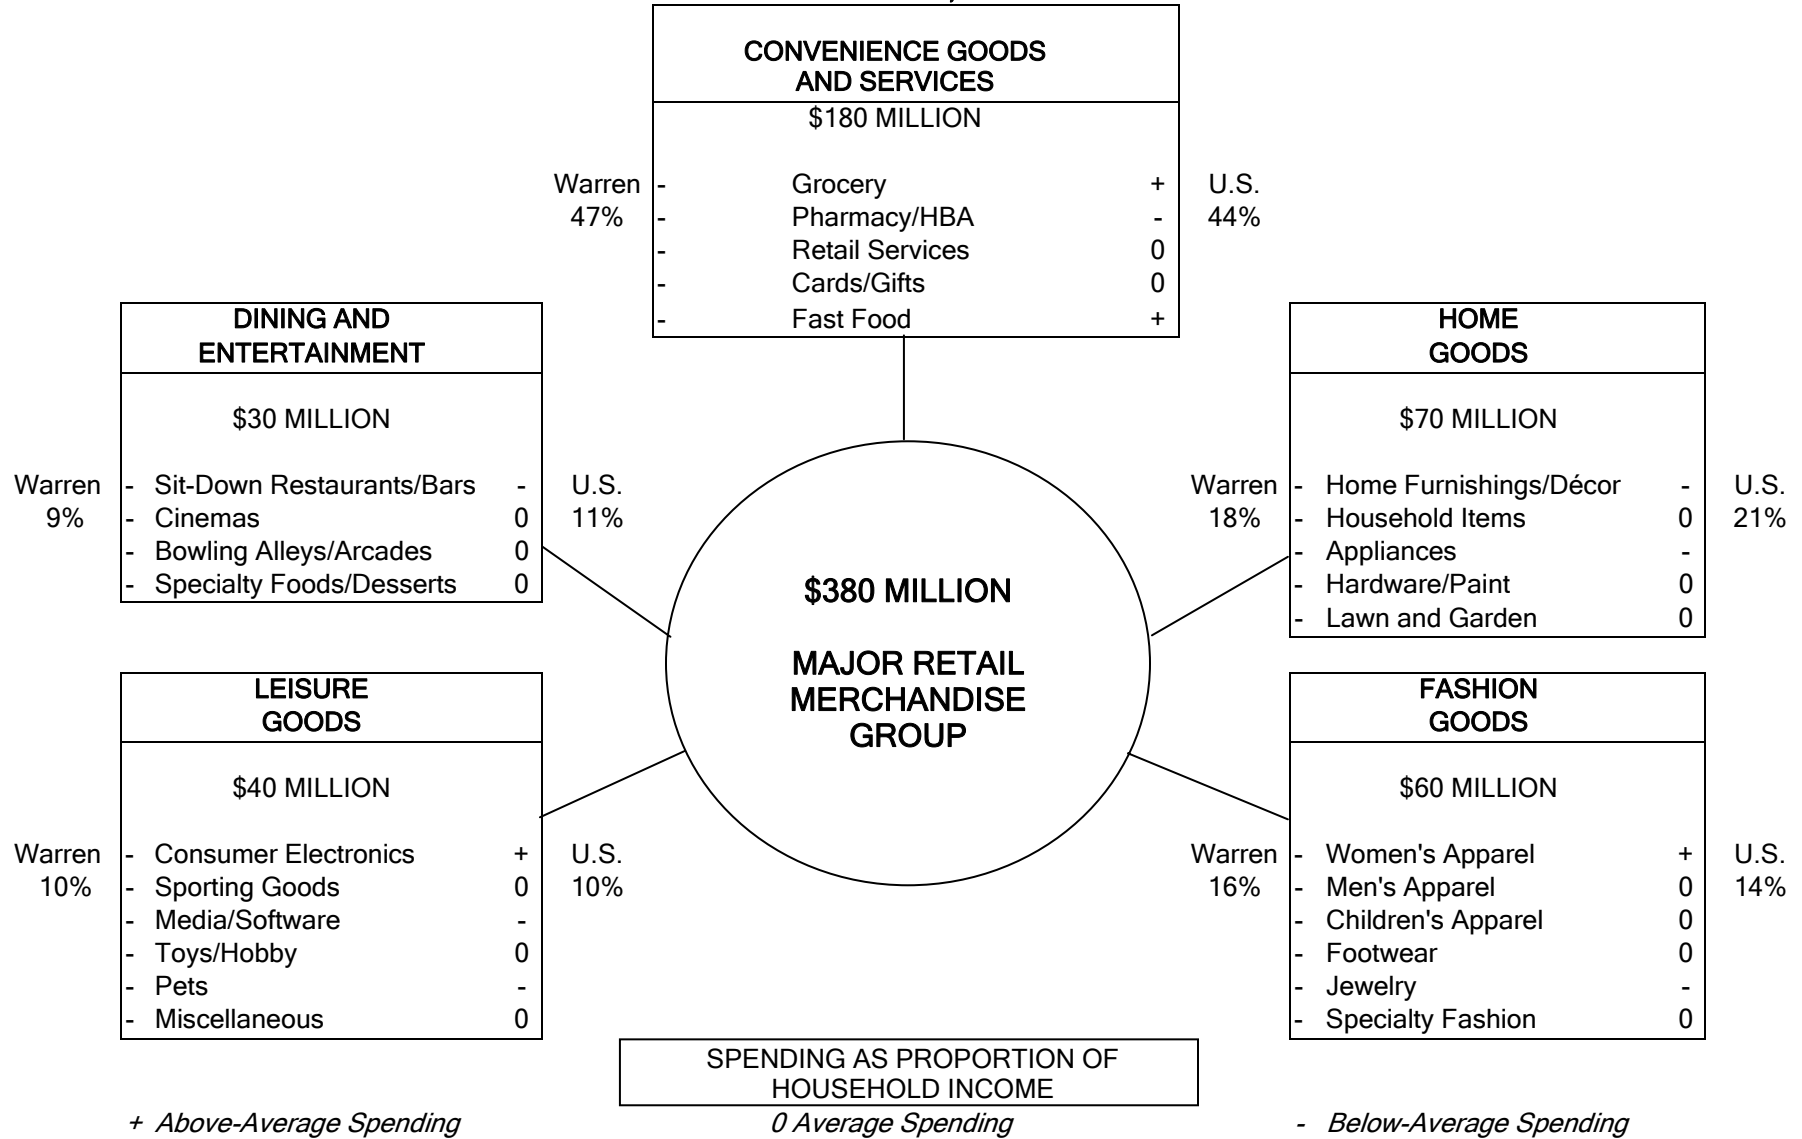 CONVENIENCE GOODS
AND SERVICES
$180 MILLION
Warren - Grocery + U.S.
47% - Pharmacy/HBA - 44%
- Retail Services 0
- Cards/Gifts 0
- Fast Food +
DINING AND
ENTERTAINMENT
$30 MILLION
Warren - Sit-Down Restaurants/Bars - U.S.
9% - Cinemas 0 11%
- Bowling Alleys/Arcades 0
- Specialty Foods/Desserts 0
HOME
GOODS
$70 MILLION
Warren - Home Furnishings/Décor - U.S.
18% - Household Items 0 21%
- Appliances -
- Hardware/Paint 0
- Lawn and Garden 0
$380 MILLION
MAJOR RETAIL
MERCHANDISE
GROUP
LEISURE
GOODS
$40 MILLION
Warren - Consumer Electronics + U.S.
10% - Sporting Goods 0 10%
- Media/Software -
- Toys/Hobby 0
- Pets -
- Miscellaneous 0
FASHION
GOODS
$60 MILLION
Warren - Women's Apparel + U.S.
16% - Men's Apparel 0 14%
- Children's Apparel 0
- Footwear 0
- Jewelry -
- Specialty Fashion 0
SPENDING AS PROPORTION OF
HOUSEHOLD INCOME
+ Above-Average Spending 0 Average Spending - Below-Average Spending